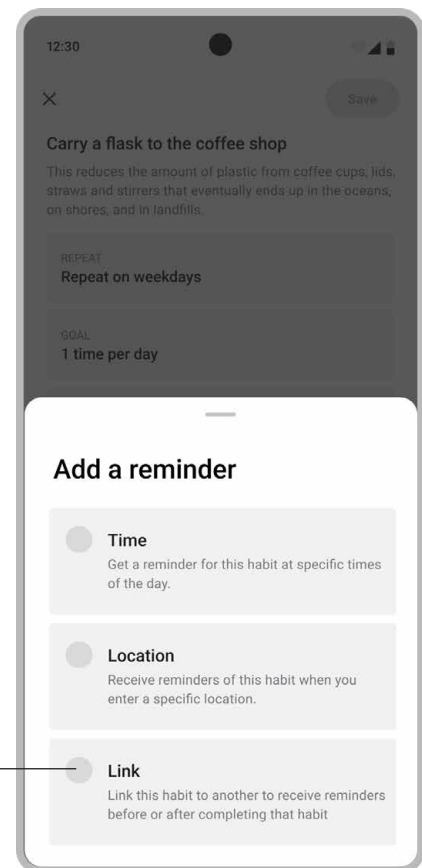 12:30
Save
Carry a flask to the coffee shop
This reduces the amount of plastic from coffee cups, lids,
straws and stirrers that eventually ends up in the oceans,
on shores, and in landfills.
REPEAT
Repeat on weekdays
GOAL
1 time per day
Add a reminder
Time
Get a reminder for this habit at specific times
of the day.
Location
Receive reminders of this habit when you
enter a specific location.
Link
Link this habit to another to receive reminders
before or after completing that habit